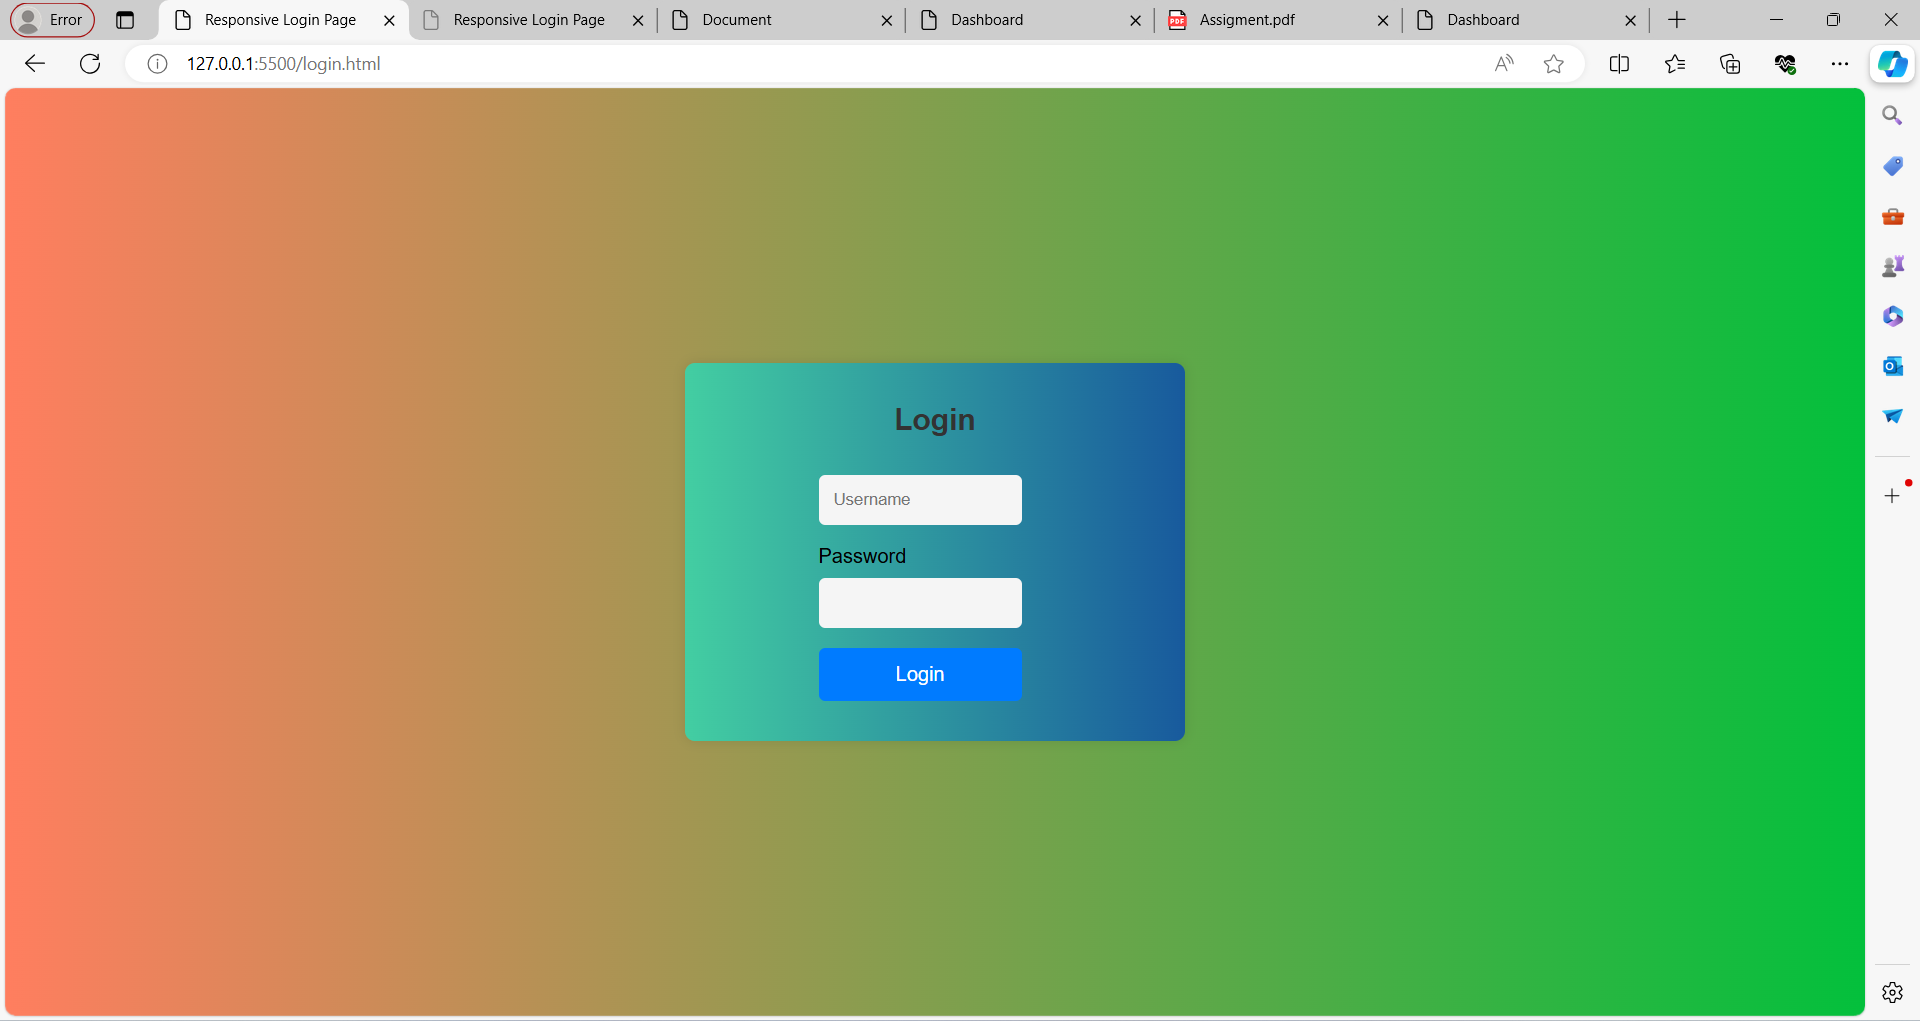 Error
Responsive Login Page
Responsive Login Page
Document
Dashboard
Assigment.pdf
Dashboard
127.0.0.1:5500/login.html
Login
Username
Password
Login